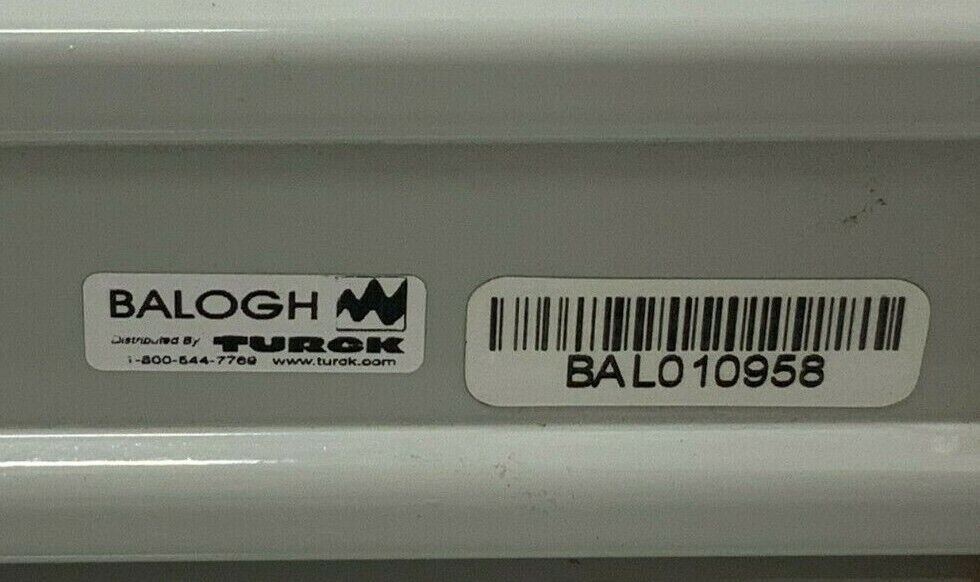 BALOGH
Distributed By TURCK
1-800-544-7769 www.turck.com
BAL010958